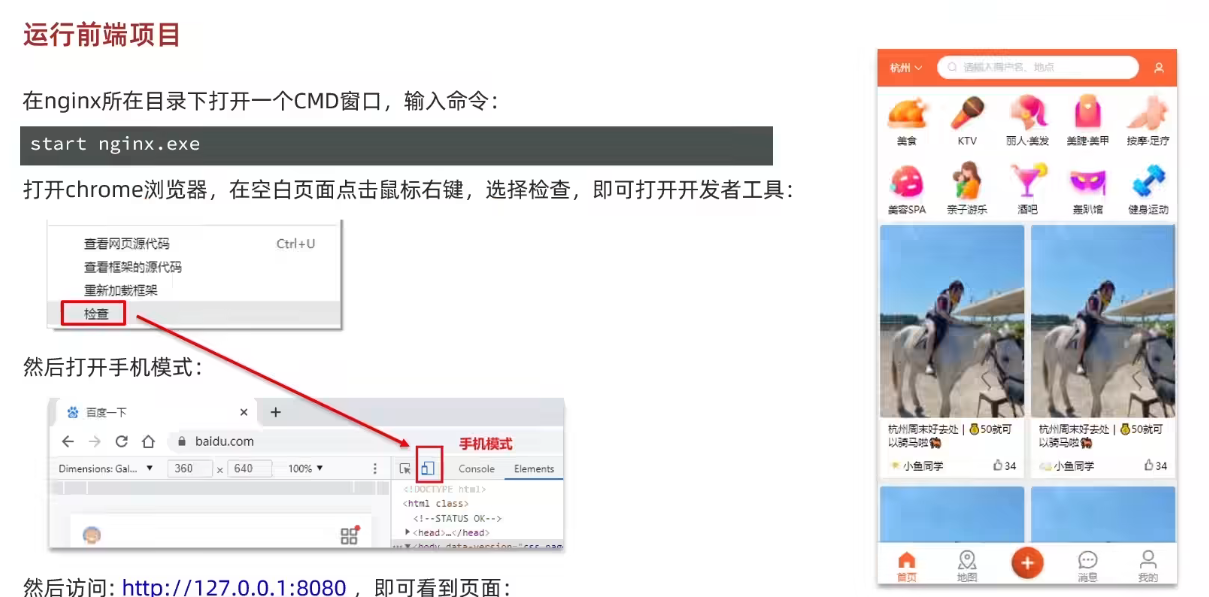 运行前端项目
在nginx所在目录下打开一个CMD窗口，输入命令：
start nginx.exe
打开chrome浏览器，在空白页面点击鼠标右键，选择检查，即可打开开发者工具：
查看网页源代码 Ctrl+U
查看框架的源代码
重新加载框架
检查
然后打开手机模式：
百度一下
baidu.com
手机模式
Dimensions: Gal... 360 × 640 100% Console Elements
<!DOCTYPE html>
<html class>
<!--STATUS OK-->
<head>…</head>
<body data-version="css pam
然后访问: http://127.0.0.1:8080 ，即可看到页面：
杭州 请输入商户名、地点
美食 KTV 丽人·美发 美睫·美甲 按摩·足疗
美容SPA 亲子游乐 酒吧 轰趴馆 健身运动
杭州周末好去处 | 💰50就可 杭州周末好去处 | 💰50就可
以骑马啦 以骑马啦
小鱼同学 34 小鱼同学 34
首页 地图 消息 我的